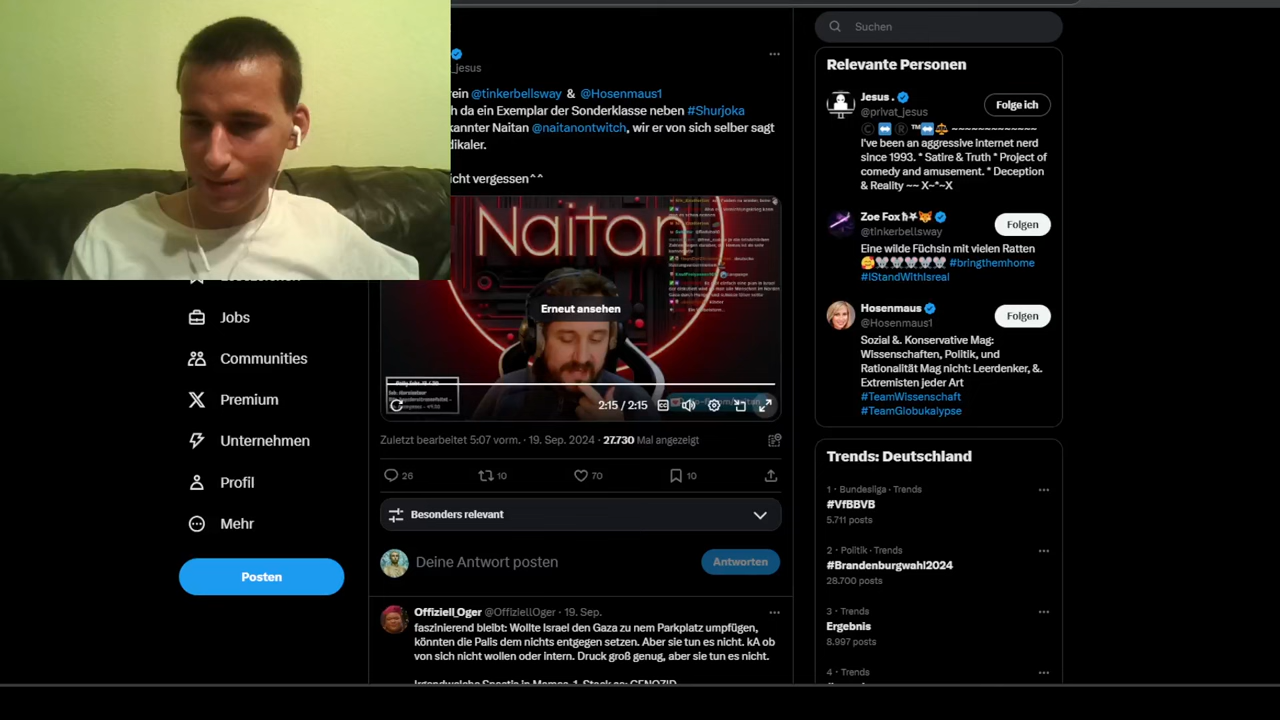 Suchen
_jesus
rein @tinkerbellsway & @Hosenmaus1
h da ein Exemplar der Sonderklasse neben #Shurjoka
kannter Naitan @naitanontwitch, wir er von sich selber sagt
dikaler.
icht vergessen^^
Naitan
Erneut ansehen
2:15 / 2:15
Zuletzt bearbeitet 5:07 vorm. · 19. Sep. 2024 · 27.730 Mal angezeigt
26 10 70 10
Besonders relevant
Deine Antwort posten
Antworten
Offiziell_Oger @OffiziellOger · 19. Sep.
faszinierend bleibt: Wollte Israel den Gaza zu nem Parkplatz umpfügen,
könnten die Palis dem nichts entgegen setzen. Aber sie tun es nicht. kA ob
von sich nicht wollen oder intern. Druck groß genug, aber sie tun es nicht.
Jobs
Communities
Premium
Unternehmen
Profil
Mehr
Posten
Relevante Personen
Jesus .
@privat_jesus
Folge ich
I've been an aggressive internet nerd
since 1993. * Satire & Truth * Project of
comedy and amusement. * Deception
& Reality ~~ X~*~X
Zoe Fox
@tinkerbellsway
Folgen
Eine wilde Füchsin mit vielen Ratten
#bringthemhome
#iStandWithIsreal
Hosenmaus
@Hosenmaus1
Folgen
Sozial &. Konservative Mag:
Wissenschaften, Politik, und
Rationalität Mag nicht: Leerdenker, &.
Extremisten jeder Art
#TeamWissenschaft
#TeamGlobukalypse
Trends: Deutschland
1 · Bundesliga · Trends
#VfBBVB
5.711 posts
2 · Politik · Trends
#Brandenburgwahl2024
28.700 posts
3 · Trends
Ergebnis
8.997 posts
4 · Trends